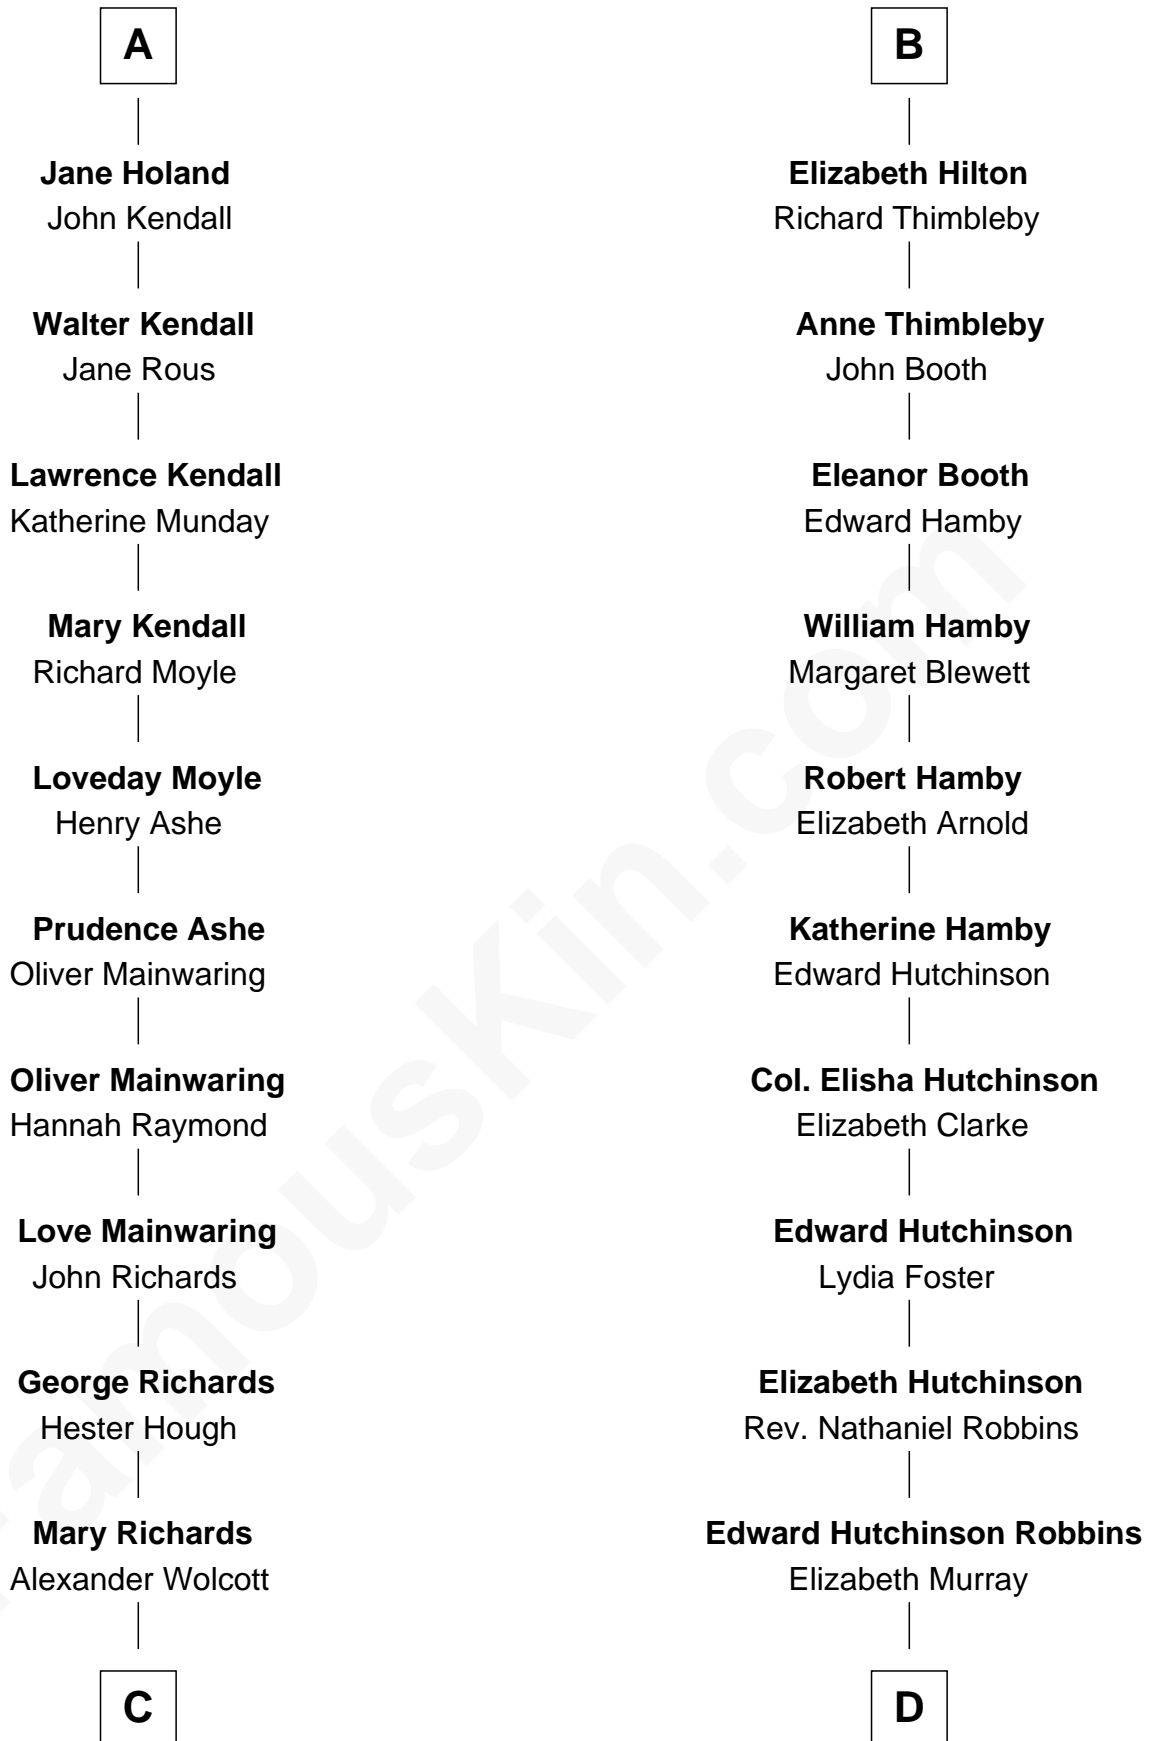 A
Jane Holand
John Kendall
Walter Kendall
Jane Rous
Lawrence Kendall
Katherine Munday
Mary Kendall
Richard Moyle
Loveday Moyle
Henry Ashe
Prudence Ashe
Oliver Mainwaring
Oliver Mainwaring
Hannah Raymond
Love Mainwaring
John Richards
George Richards
Hester Hough
Mary Richards
Alexander Wolcott
C
B
Elizabeth Hilton
Richard Thimbleby
Anne Thimbleby
John Booth
Eleanor Booth
Edward Hamby
William Hamby
Margaret Blewett
Robert Hamby
Elizabeth Arnold
Katherine Hamby
Edward Hutchinson
Col. Elisha Hutchinson
Elizabeth Clarke
Edward Hutchinson
Lydia Foster
Elizabeth Hutchinson
Rev. Nathaniel Robbins
Edward Hutchinson Robbins
Elizabeth Murray
D
FamousKin.com